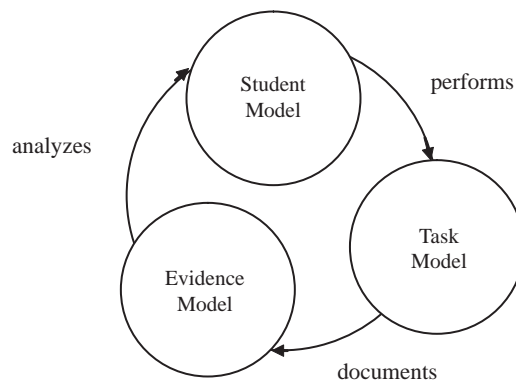 Student
Model
performs
analyzes
Task
Model
Evidence
Model
documents